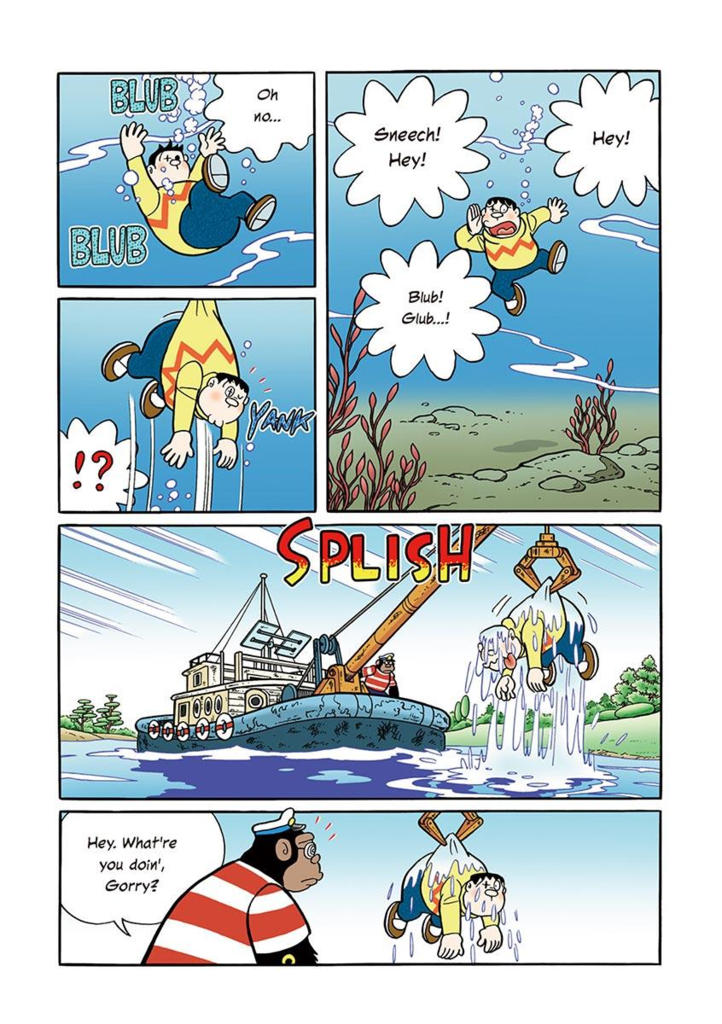 BLUB
Oh
no...
BLUB
Sneech!
Hey!
Hey!
Blub!
Glub...!
YANK
!?
SPLISH
Hey. What're
you doin',
Gorry?